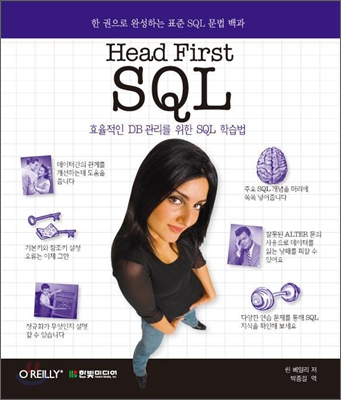 한 권으로 완성하는 표준 SQL 문법 백과
Head First
SQL
효율적인 DB 관리를 위한 SQL 학습법
데이터간의 관계를
개선하는데 도움을
줍니다
주요 SQL 개념을 머리에
쏙쏙 넣어줍니다
기본키와 참조키 설정
오류는 이제 그만
잘못된 ALTER 문의
사용으로 데이터를
잃는 낭패를 피할 수
있어요
정규화가 무엇인지 설명
할 수 있습니다
다양한 연습 문제를 통해 SQL
지식을 확인해 보세요
O'REILLY® 한빛미디어
린 베일리 저
박종걸 역